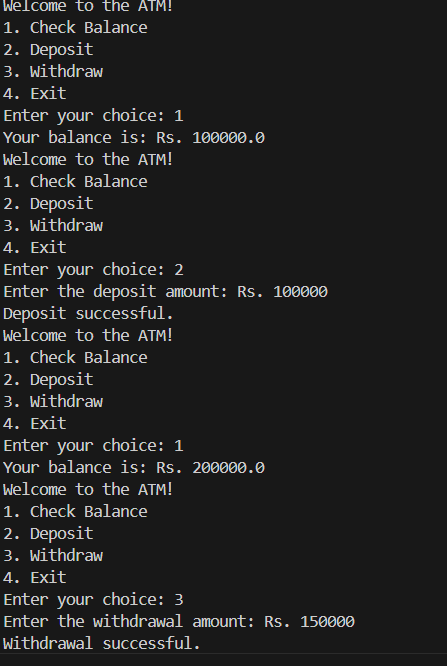 Welcome to the ATM!
1. Check Balance
2. Deposit
3. Withdraw
4. Exit
Enter your choice: 1
Your balance is: Rs. 100000.0
Welcome to the ATM!
1. Check Balance
2. Deposit
3. Withdraw
4. Exit
Enter your choice: 2
Enter the deposit amount: Rs. 100000
Deposit successful.
Welcome to the ATM!
1. Check Balance
2. Deposit
3. Withdraw
4. Exit
Enter your choice: 1
Your balance is: Rs. 200000.0
Welcome to the ATM!
1. Check Balance
2. Deposit
3. Withdraw
4. Exit
Enter your choice: 3
Enter the withdrawal amount: Rs. 150000
Withdrawal successful.